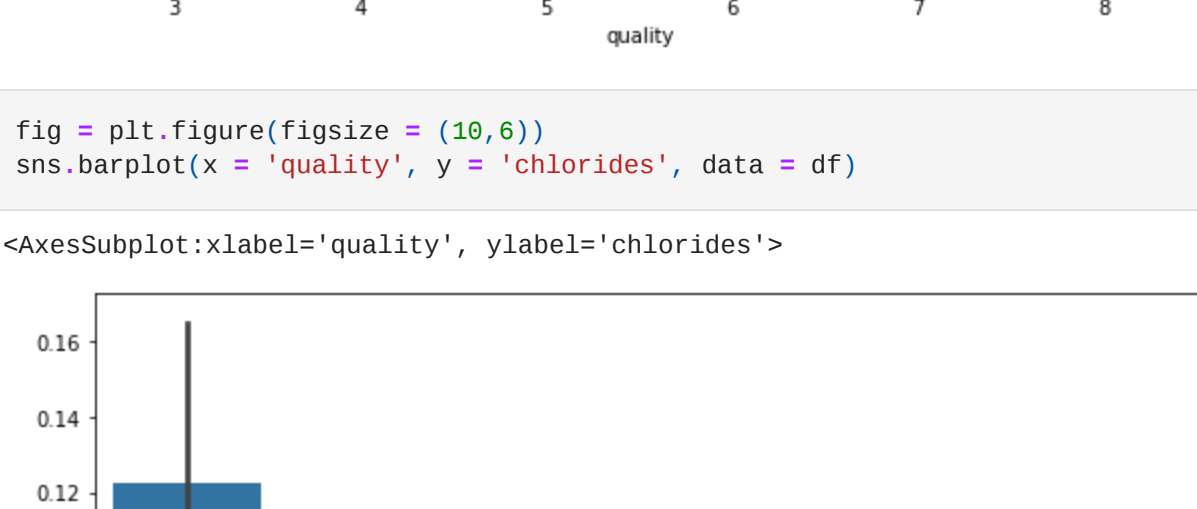 3 4 5 6 7 8
quality
fig = plt.figure(figsize = (10,6))
sns.barplot(x = 'quality', y = 'chlorides', data = df)
<AxesSubplot:xlabel='quality', ylabel='chlorides'>
0.16
0.14
0.12